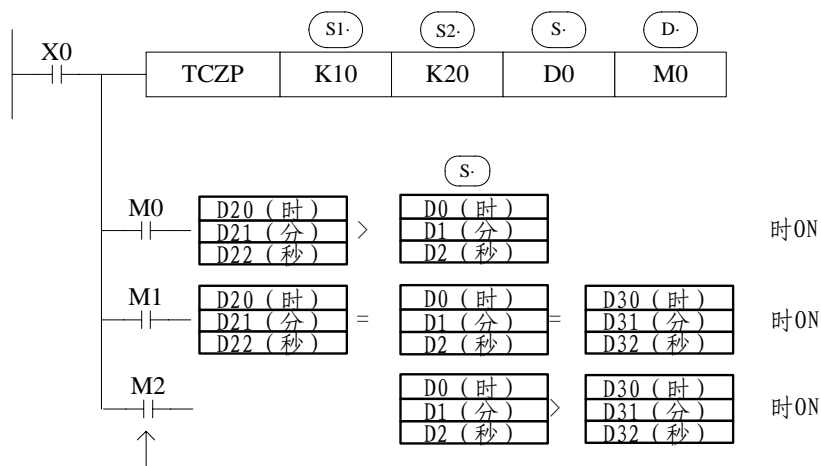 S1· S2· S· D·
X0
TCZP K10 K20 D0 M0
S·
M0 D20 (时) D0 (时)
D21 (分) > D1 (分) 时ON
D22 (秒) D2 (秒)
M1 D20 (时) D0 (时) D30 (时)
D21 (分) = D1 (分) = D31 (分) 时ON
D22 (秒) D2 (秒) D32 (秒)
M2 D0 (时) D30 (时)
D1 (分) > D31 (分) 时ON
D2 (秒) D32 (秒)